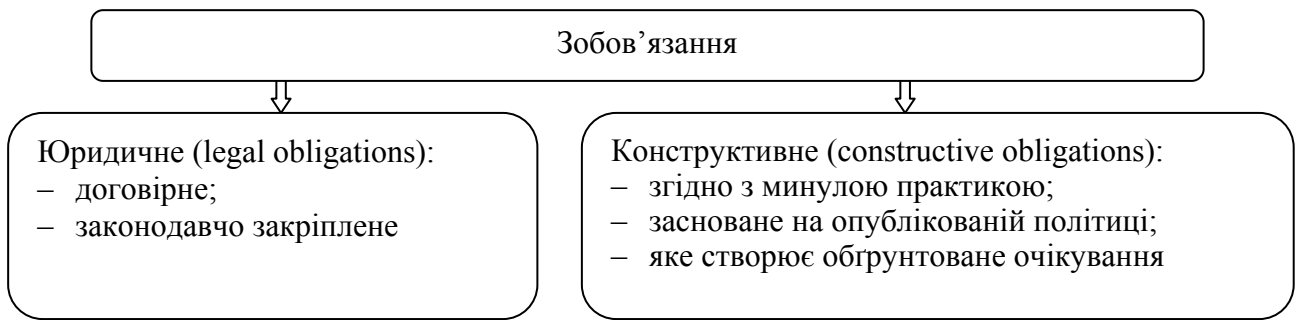 Зобов’язання
Юридичне (legal obligations):
– договірне;
– законодавчо закріплене
Конструктивне (constructive obligations):
– згідно з минулою практикою;
– засноване на опублікованій політиці;
– яке створює обґрунтоване очікування